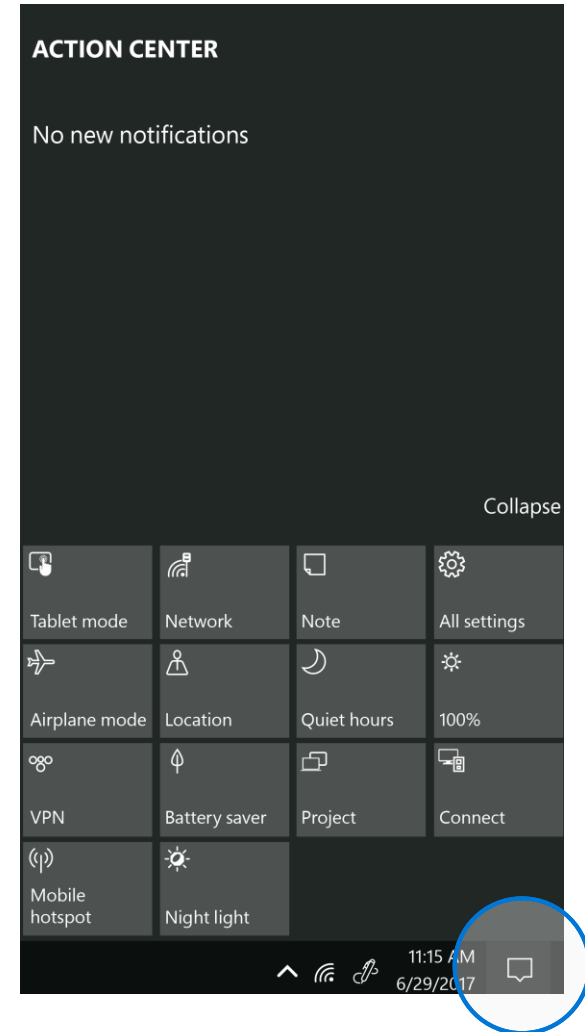 ACTION CENTER
No new notifications
Collapse
Tablet mode
Network
Note
All settings
Airplane mode
Location
Quiet hours
100%
VPN
Battery saver
Project
Connect
Mobile
hotspot
Night light
11:15 AM
6/29/2017